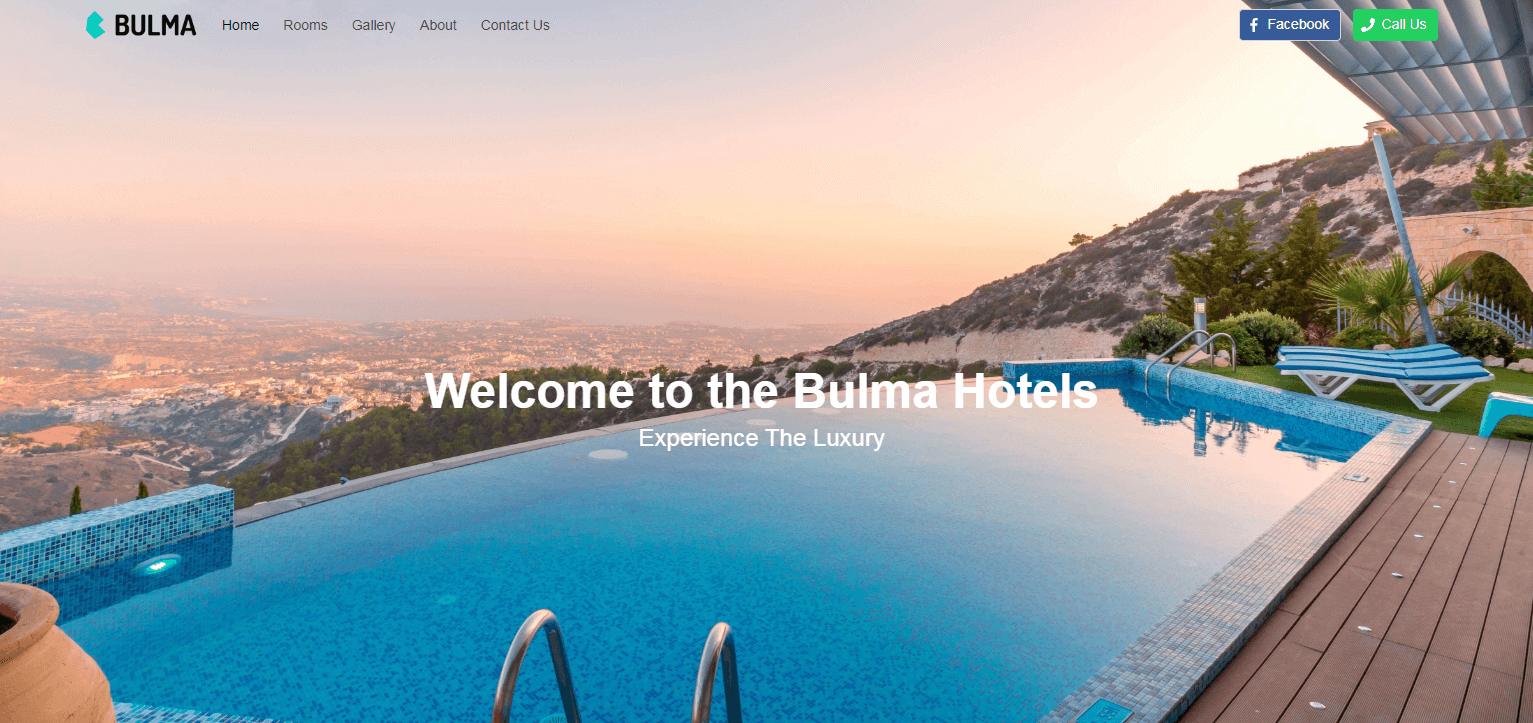 BULMA Home Rooms Gallery About Contact Us Facebook Call Us
Welcome to the Bulma Hotels
Experience The Luxury